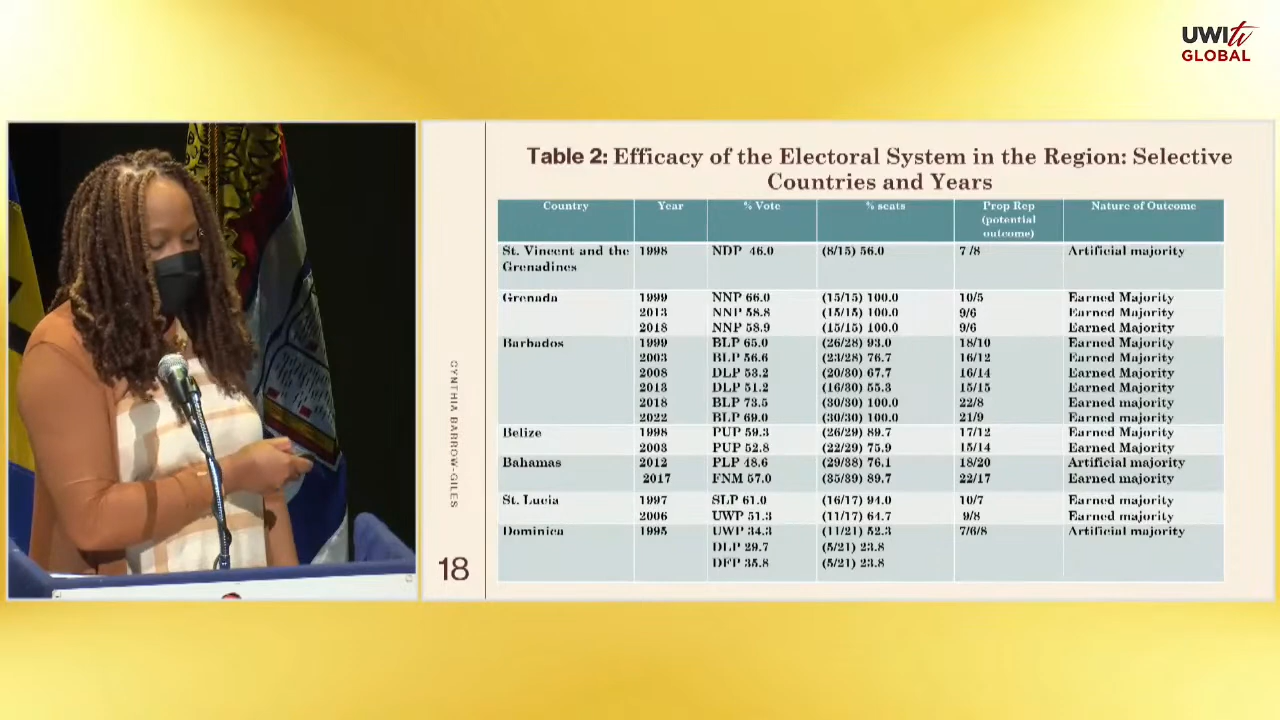 UWItv
GLOBAL
Table 2: Efficacy of the Electoral System in the Region: Selective
Countries and Years
Country Year % Vote % seats Prop Rep (potential outcome) Nature of Outcome
St. Vincent and the Grenadines 1998 NDP 46.0 (8/15) 56.0 7/8 Artificial majority
Grenada 1999 NNP 66.0 (15/15) 100.0 10/5 Earned Majority
2013 NNP 58.8 (15/15) 100.0 9/6 Earned Majority
2018 NNP 58.9 (15/15) 100.0 9/6 Earned Majority
Barbados 1999 BLP 65.0 (26/28) 93.0 18/10 Earned Majority
2003 BLP 56.6 (23/28) 76.7 16/12 Earned Majority
2008 DLP 53.2 (20/30) 67.7 16/14 Earned Majority
2013 DLP 51.2 (16/30) 55.3 15/15 Earned Majority
2018 BLP 73.5 (30/30) 100.0 22/8 Earned majority
2022 BLP 69.0 (30/30) 100.0 21/9 Earned Majority
Belize 1998 PUP 59.3 (26/29) 89.7 17/12 Earned Majority
2003 PUP 52.8 (22/29) 75.9 15/14 Earned Majority
Bahamas 2012 PLP 48.6 (29/38) 76.1 18/20 Artificial majority
2017 FNM 57.0 (35/39) 89.7 22/17 Earned majority
St. Lucia 1997 SLP 61.0 (16/17) 94.0 10/7 Earned majority
2006 UWP 51.3 (11/17) 64.7 9/8 Earned majority
Dominica 1995 UWP 34.3 (11/21) 52.3 7/6/8 Artificial majority
DLP 29.7 (5/21) 23.8
DFP 35.8 (5/21) 23.8
CYNTHIA BARROW-GILES
18